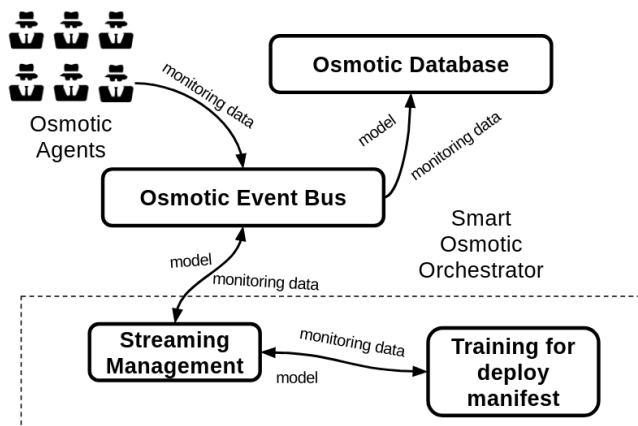 Osmotic Database
monitoring data
Osmotic
Agents
model
monitoring data
Osmotic Event Bus
Smart
Osmotic
Orchestrator
model
monitoring data
Streaming
Management
monitoring data
model
Training for
deploy
manifest